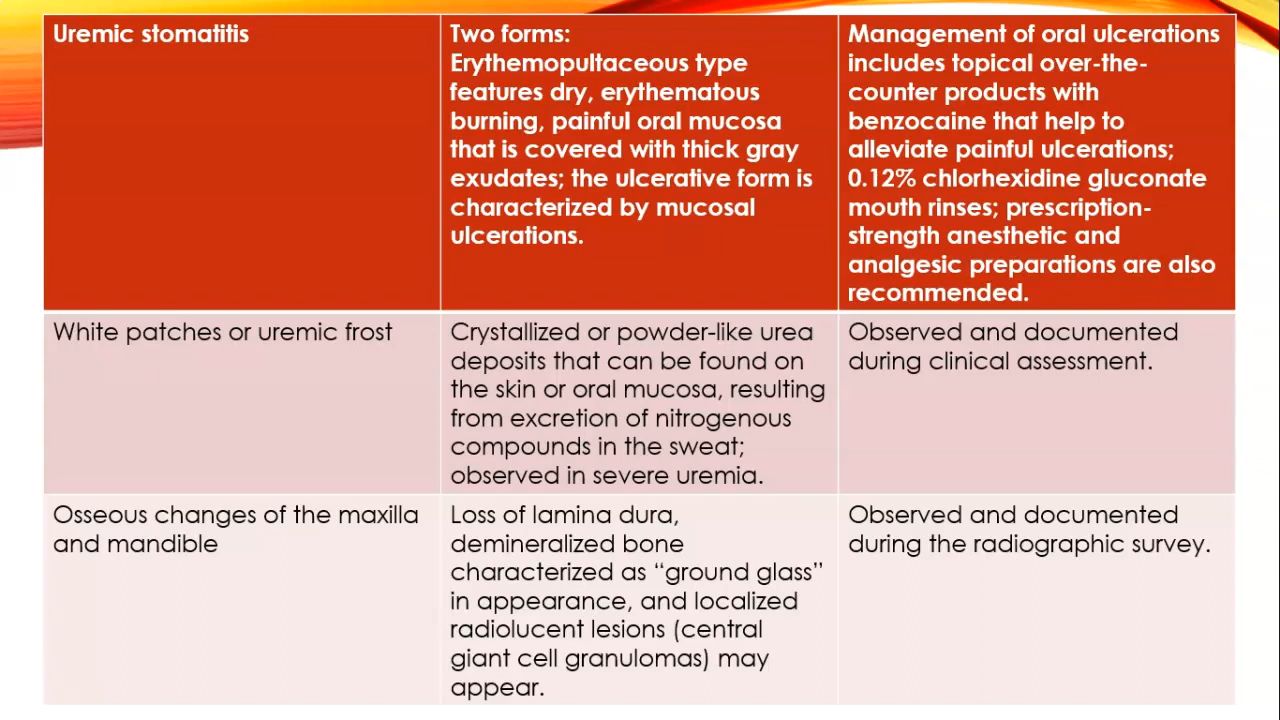 Uremic stomatitis
Two forms:
Erythemopultaceous type
features dry, erythematous
burning, painful oral mucosa
that is covered with thick gray
exudates; the ulcerative form is
characterized by mucosal
ulcerations.
Management of oral ulcerations
includes topical over-the-
counter products with
benzocaine that help to
alleviate painful ulcerations;
0.12% chlorhexidine gluconate
mouth rinses; prescription-
strength anesthetic and
analgesic preparations are also
recommended.
White patches or uremic frost
Crystallized or powder-like urea
deposits that can be found on
the skin or oral mucosa, resulting
from excretion of nitrogenous
compounds in the sweat;
observed in severe uremia.
Observed and documented
during clinical assessment.
Osseous changes of the maxilla
and mandible
Loss of lamina dura,
demineralized bone
characterized as “ground glass”
in appearance, and localized
radiolucent lesions (central
giant cell granulomas) may
appear.
Observed and documented
during the radiographic survey.